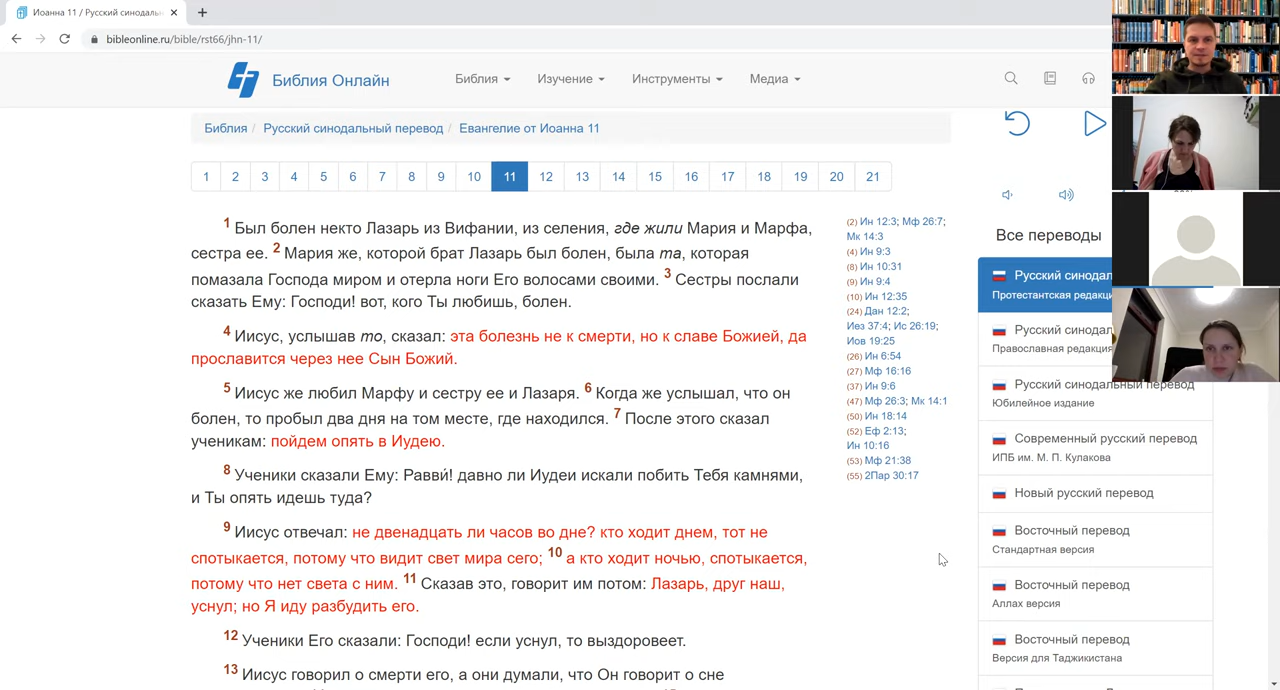 Иоанна 11 / Русский синодальн
bibleonline.ru/bible/rst66/jhn-11/
Библия Онлайн
Библия Изучение Инструменты Медиа
Библия / Русский синодальный перевод / Евангелие от Иоанна 11
1 2 3 4 5 6 7 8 9 10 11 12 13 14 15 16 17 18 19 20 21
1 Был болен некто Лазарь из Вифании, из селения, где жили Мария и Марфа,
сестра ее. 2 Мария же, которой брат Лазарь был болен, была та, которая
помазала Господа миром и отерла ноги Его волосами своими. 3 Сестры послали
сказать Ему: Господи! вот, кого Ты любишь, болен.
4 Иисус, услышав то, сказал: эта болезнь не к смерти, но к славе Божией, да
прославится через нее Сын Божий.
5 Иисус же любил Марфу и сестру ее и Лазаря. 6 Когда же услышал, что он
болен, то пробыл два дня на том месте, где находился. 7 После этого сказал
ученикам: пойдем опять в Иудею.
8 Ученики сказали Ему: Равви́! давно ли Иудеи искали побить Тебя камнями,
и Ты опять идешь туда?
9 Иисус отвечал: не двенадцать ли часов во дне? кто ходит днем, тот не
спотыкается, потому что видит свет мира сего; 10 а кто ходит ночью, спотыкается,
потому что нет света с ним. 11 Сказав это, говорит им потом: Лазарь, друг наш,
уснул; но Я иду разбудить его.
12 Ученики Его сказали: Господи! если уснул, то выздоровеет.
13 Иисус говорил о смерти его, а они думали, что Он говорит о сне
(2) Ин 12:3; Мф 26:7;
Мк 14:3
(4) Ин 9:3
(8) Ин 10:31
(9) Ин 9:4
(10) Ин 12:35
(24) Дан 12:2;
Иез 37:4; Ис 26:19;
Иов 19:25
(26) Ин 6:54
(27) Мф 16:16
(37) Ин 9:6
(47) Мф 26:3; Мк 14:1
(50) Ин 18:14
(52) Еф 2:13;
Ин 10:16
(53) Мф 21:38
(55) 2Пар 30:17
Все переводы
Русский синодал
Протестантская редакци
Русский синодал
Православная редакци
Русский синодальный перевод
Юбилейное издание
Современный русский перевод
ИПБ им. М. П. Кулакова
Новый русский перевод
Восточный перевод
Стандартная версия
Восточный перевод
Аллах версия
Восточный перевод
Версия для Таджикистана